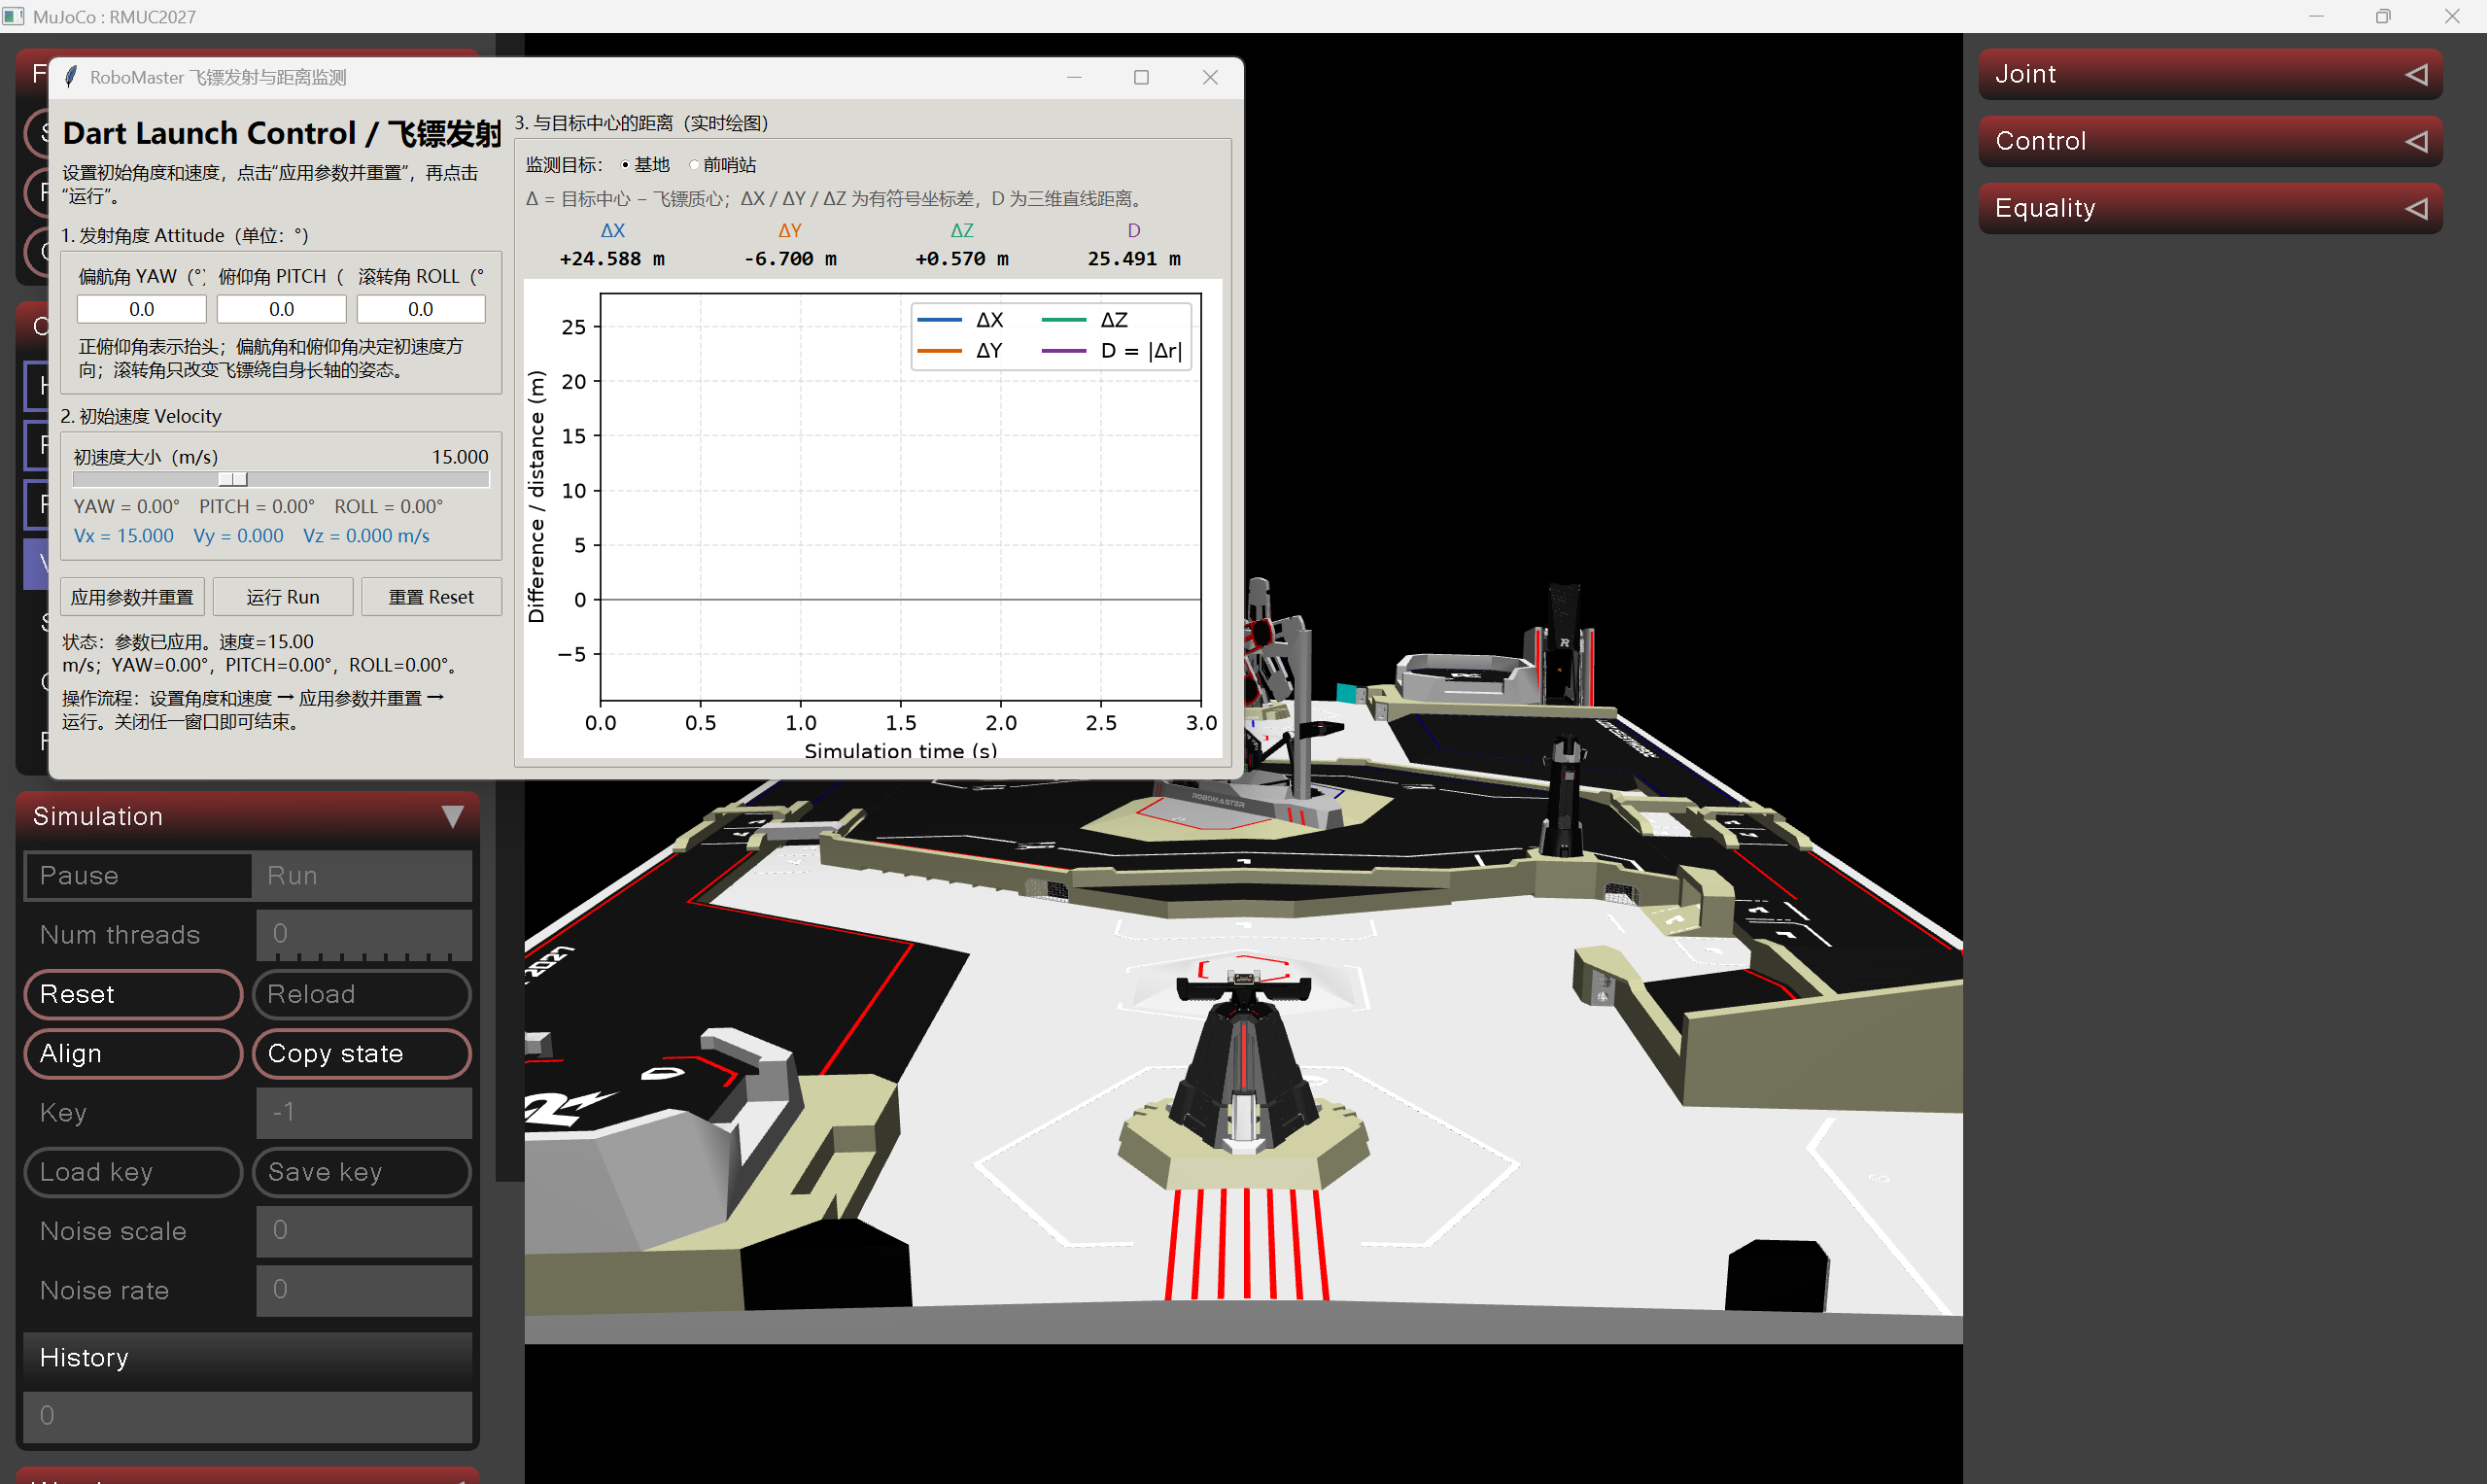 MuJoCo : RMUC2027
RoboMaster 飞镖发射与距离监测
Dart Launch Control / 飞镖发射
设置初始角度和速度，点击“应用参数并重置”，再点击
“运行”。
1. 发射角度 Attitude（单位：°）
偏航角 YAW（°） 俯仰角 PITCH（ 滚转角 ROLL（°
0.0 0.0 0.0
正俯仰角表示抬头；偏航角和俯仰角决定初速度方
向；滚转角只改变飞镖绕自身长轴的姿态。
2. 初始速度 Velocity
初速度大小（m/s） 15.000
YAW = 0.00° PITCH = 0.00° ROLL = 0.00°
Vx = 15.000 Vy = 0.000 Vz = 0.000 m/s
应用参数并重置 运行 Run 重置 Reset
状态：参数已应用。速度=15.00
m/s；YAW=0.00°，PITCH=0.00°，ROLL=0.00°。
操作流程：设置角度和速度 → 应用参数并重置 →
运行。关闭任一窗口即可结束。
3. 与目标中心的距离（实时绘图）
监测目标： 基地 前哨站
Δ = 目标中心 − 飞镖质心；ΔX / ΔY / ΔZ 为有符号坐标差，D 为三维直线距离。
ΔX ΔY ΔZ D
+24.588 m -6.700 m +0.570 m 25.491 m
ΔX ΔZ
ΔY D = |Δr|
Difference / distance (m)
25
20
15
10
5
0
−5
0.0 0.5 1.0 1.5 2.0 2.5 3.0
Simulation time (s)
Simulation
Pause Run
Num threads 0
Reset Reload
Align Copy state
Key -1
Load key Save key
Noise scale 0
Noise rate 0
History
0
Joint
Control
Equality
ROBOMASTER
2027